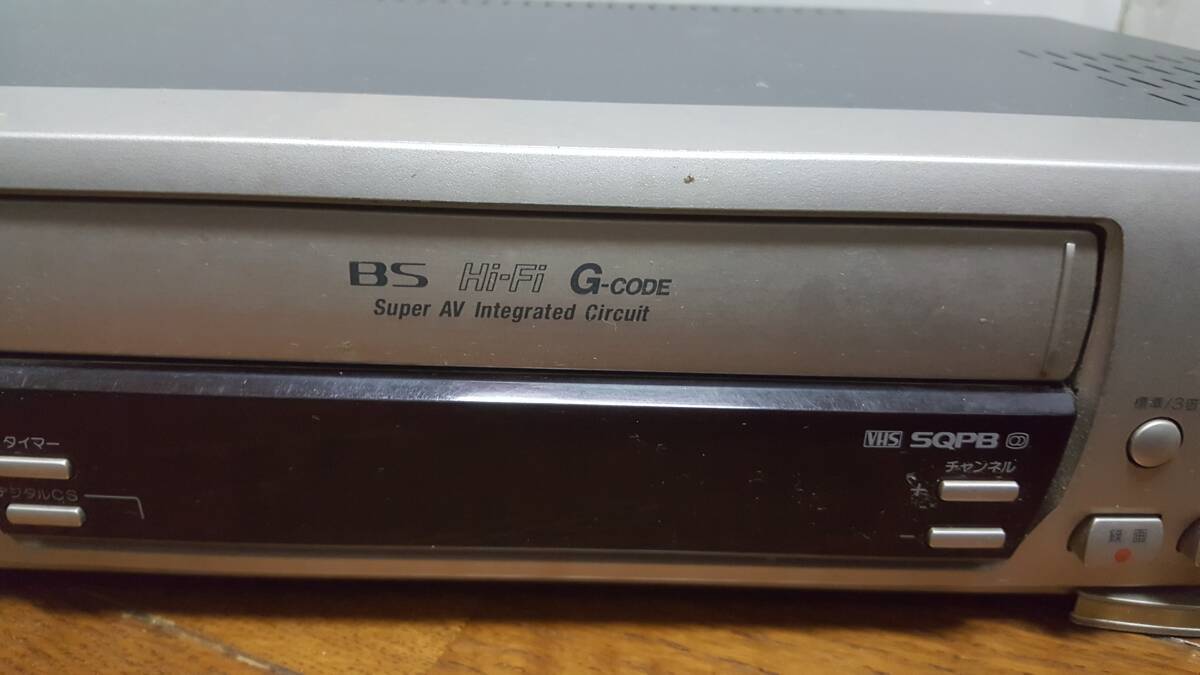 BS Hi-Fi G-CODE
Super AV Integrated Circuit
標準/3倍
VHS SQPB
タイマー
チャンネル
デジタルCS
+
−
録画